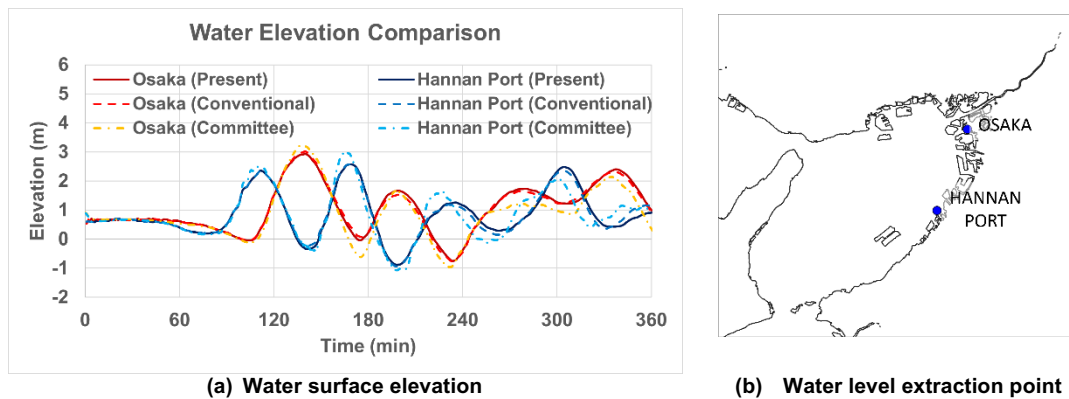 Water Elevation Comparison
Elevation (m)
6
5
4
3
2
1
0
-1
-2
Osaka (Present)
Hannan Port (Present)
Osaka (Conventional)
Hannan Port (Conventional)
Osaka (Committee)
Hannan Port (Committee)
0 60 120 180 240 300 360
Time (min)
(a) Water surface elevation
OSAKA
HANNAN
PORT
(b) Water level extraction point